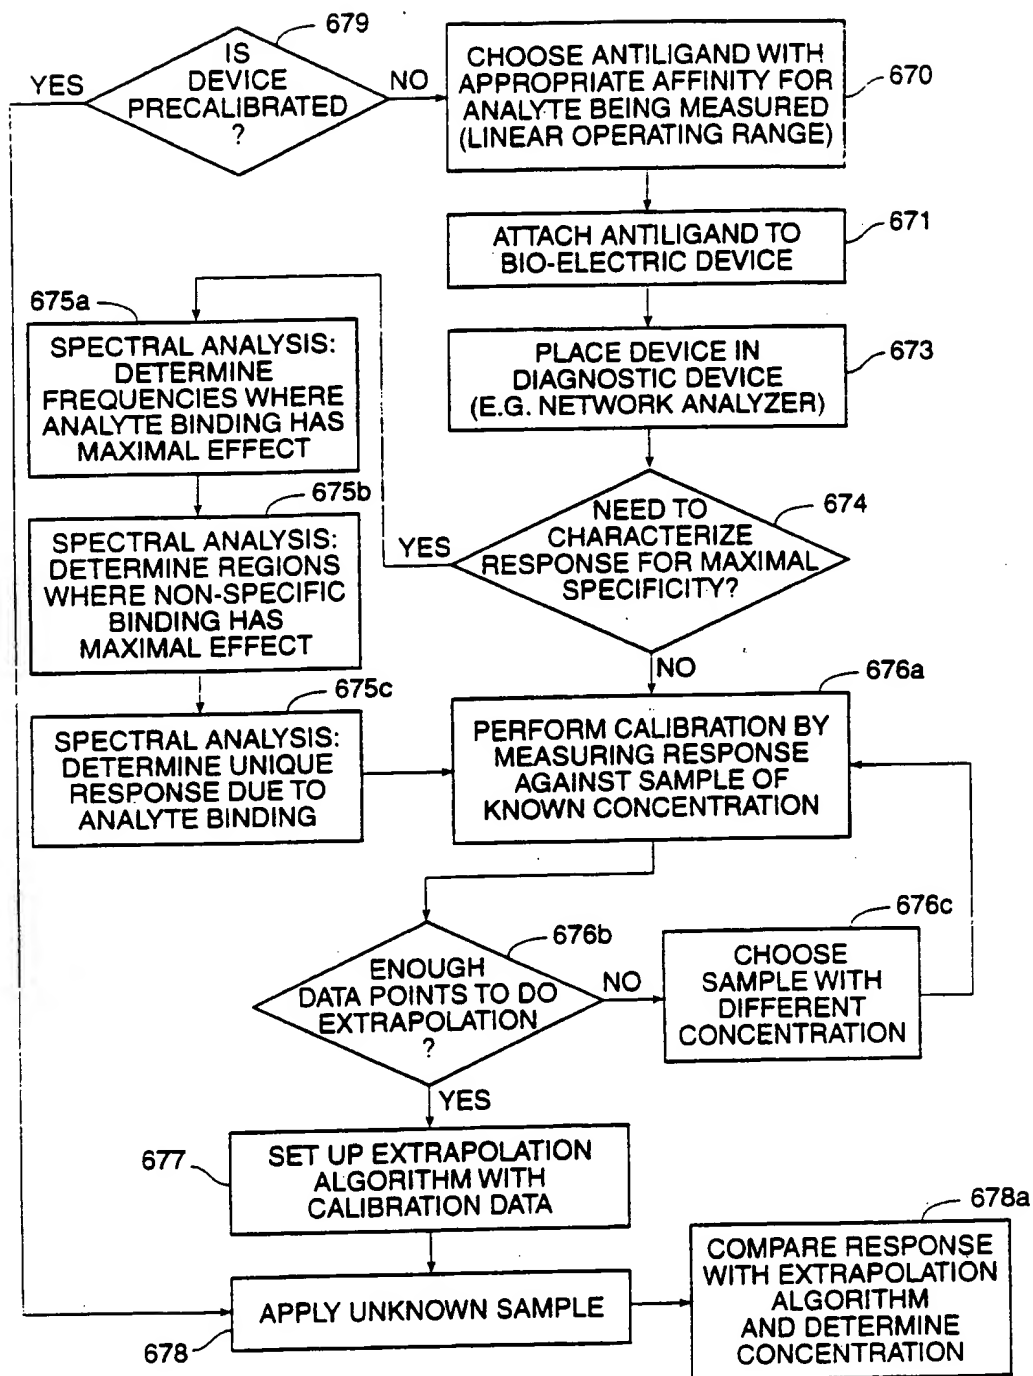 679
IS
DEVICE
PRECALIBRATED
?
YES
NO
CHOOSE ANTILIGAND WITH
APPROPRIATE AFFINITY FOR
ANALYTE BEING MEASURED
(LINEAR OPERATING RANGE)
670
ATTACH ANTILIGAND TO
BIO-ELECTRIC DEVICE
671
PLACE DEVICE IN
DIAGNOSTIC DEVICE
(E.G. NETWORK ANALYZER)
673
NEED TO
CHARACTERIZE
RESPONSE FOR MAXIMAL
SPECIFICITY?
674
YES
NO
675a
SPECTRAL ANALYSIS:
DETERMINE
FREQUENCIES WHERE
ANALYTE BINDING HAS
MAXIMAL EFFECT
675b
SPECTRAL ANALYSIS:
DETERMINE REGIONS
WHERE NON-SPECIFIC
BINDING HAS
MAXIMAL EFFECT
675c
SPECTRAL ANALYSIS:
DETERMINE UNIQUE
RESPONSE DUE TO
ANALYTE BINDING
676a
PERFORM CALIBRATION BY
MEASURING RESPONSE
AGAINST SAMPLE OF
KNOWN CONCENTRATION
676b
ENOUGH
DATA POINTS TO DO
EXTRAPOLATION
?
NO
676c
CHOOSE
SAMPLE WITH
DIFFERENT
CONCENTRATION
YES
677
SET UP EXTRAPOLATION
ALGORITHM WITH
CALIBRATION DATA
APPLY UNKNOWN SAMPLE
678
678a
COMPARE RESPONSE
WITH EXTRAPOLATION
ALGORITHM
AND DETERMINE
CONCENTRATION